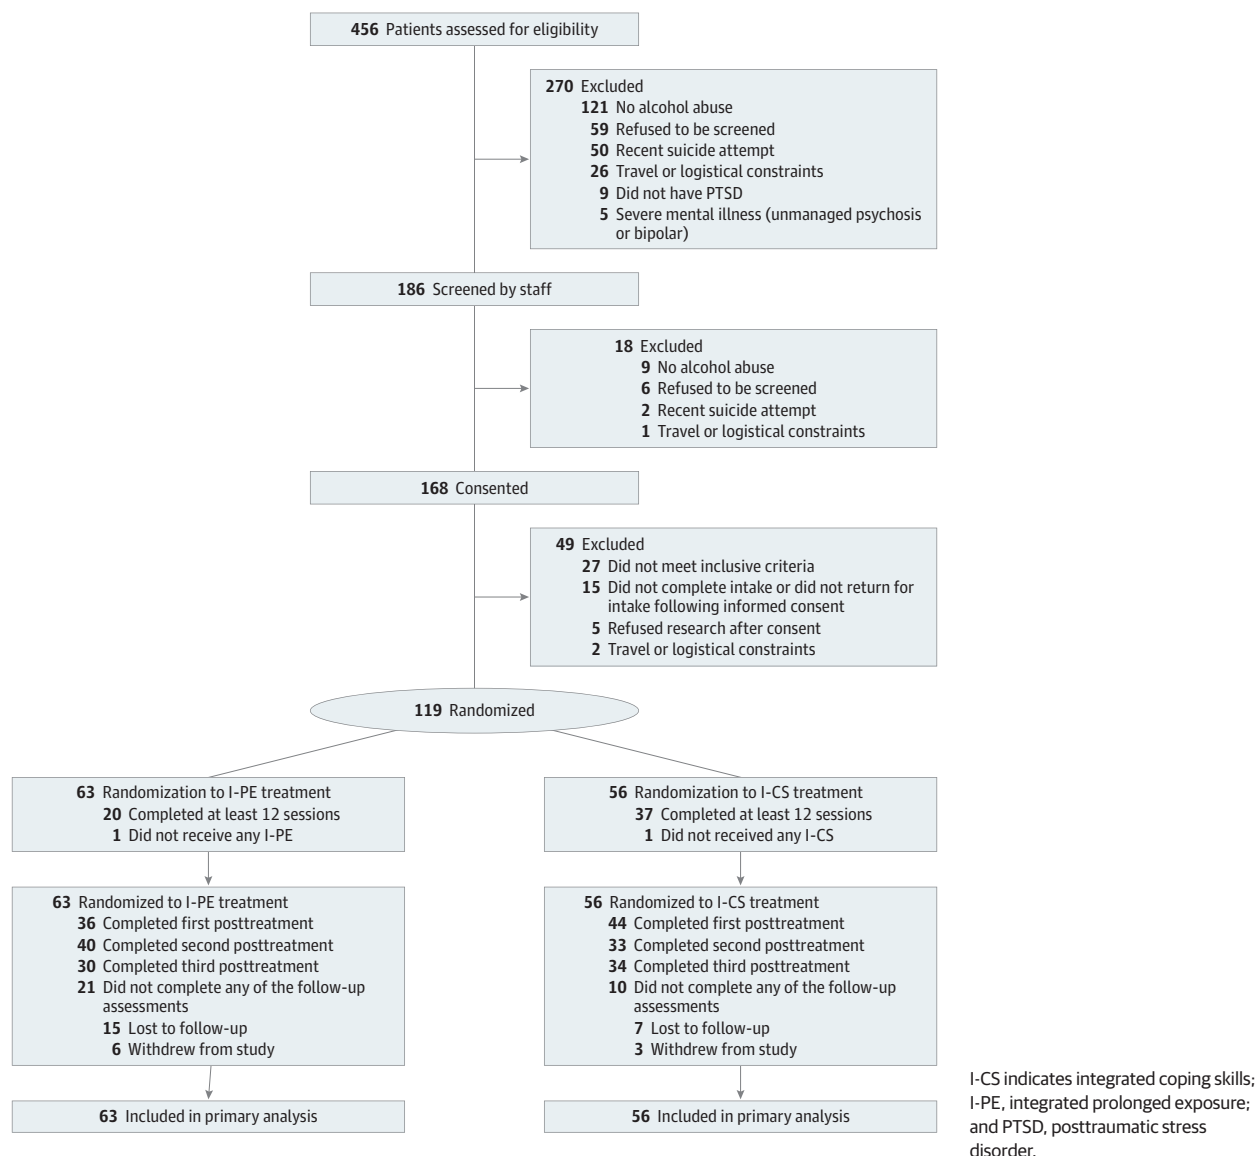 456 Patients assessed for eligibility
270 Excluded
121 No alcohol abuse
59 Refused to be screened
50 Recent suicide attempt
26 Travel or logistical constraints
9 Did not have PTSD
5 Severe mental illness (unmanaged psychosis
or bipolar)
186 Screened by staff
18 Excluded
9 No alcohol abuse
6 Refused to be screened
2 Recent suicide attempt
1 Travel or logistical constraints
168 Consented
49 Excluded
27 Did not meet inclusive criteria
15 Did not complete intake or did not return for
intake following informed consent
5 Refused research after consent
2 Travel or logistical constraints
119 Randomized
63 Randomization to I-PE treatment
20 Completed at least 12 sessions
1 Did not receive any I-PE
56 Randomization to I-CS treatment
37 Completed at least 12 sessions
1 Did not received any I-CS
63 Randomized to I-PE treatment
36 Completed first posttreatment
40 Completed second posttreatment
30 Completed third posttreatment
21 Did not complete any of the follow-up
assessments
15 Lost to follow-up
6 Withdrew from study
56 Randomized to I-CS treatment
44 Completed first posttreatment
33 Completed second posttreatment
34 Completed third posttreatment
10 Did not complete any of the follow-up
assessments
7 Lost to follow-up
3 Withdrew from study
63 Included in primary analysis
56 Included in primary analysis
I-CS indicates integrated coping skills;
I-PE, integrated prolonged exposure;
and PTSD, posttraumatic stress
disorder.